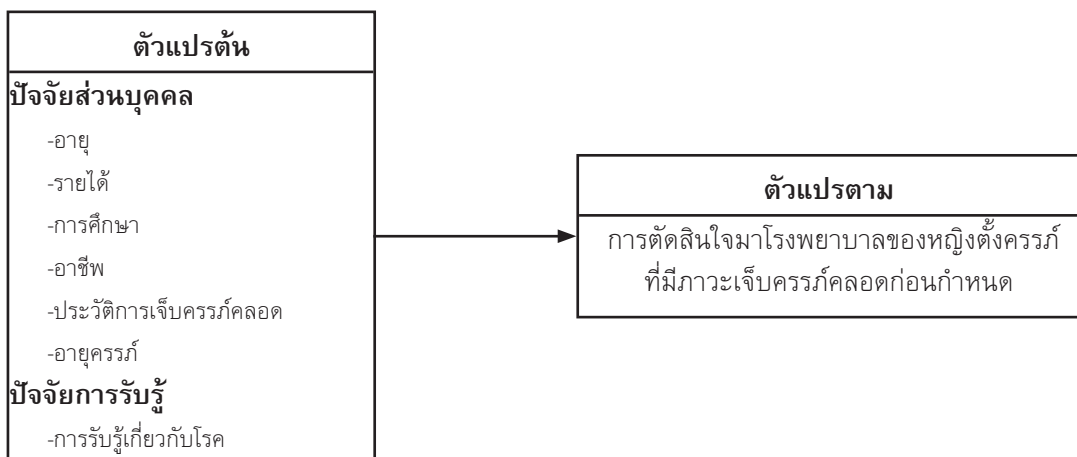 ตัวแปรต้น
ปัจจัยส่วนบุคคล
-อายุ
-รายได้
-การศึกษา
-อาชีพ
-ประวัติการเจ็บครรภ์คลอด
-อายุครรภ์
ปัจจัยการรับรู้
-การรับรู้เกี่ยวกับโรค
ตัวแปรตาม
การตัดสินใจมาโรงพยาบาลของหญิงตั้งครรภ์
ที่มีภาวะเจ็บครรภ์คลอดก่อนกำหนด